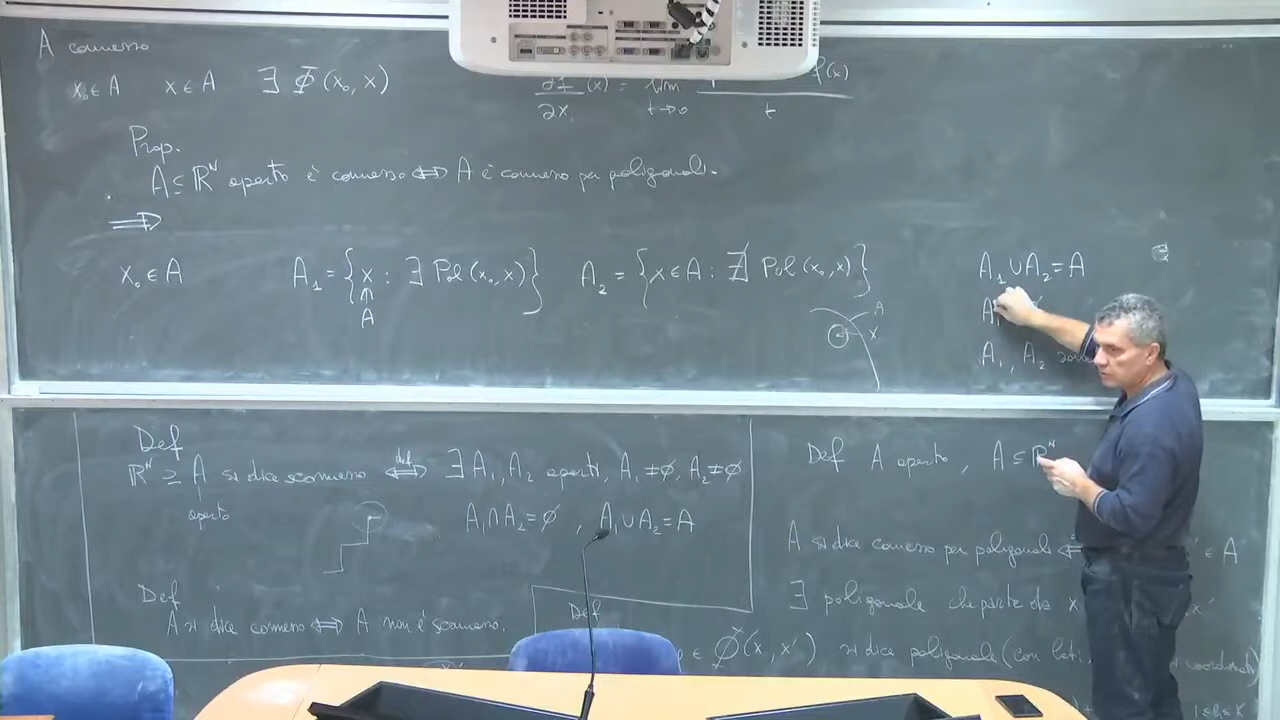 A connesso
x₀ ∈ A   x ∈ A   ∃ Φ(x₀, x)
∂f/∂x (x) = lim t→0   f(x) / t
Prop.
A ⊆ ℝᴺ aperto è connesso ⇔ A è connesso per poligonali.
⇒
x₀ ∈ A   A₁ = {x : ∃ Pol(x₀, x)}   A₂ = {x ∈ A : ∄ Pol(x₀, x)}   A₁ ∪ A₂ = A
A
A
x
A₁
A₁, A₂
Def
ℝᴺ ⊇ A si dice sconnesso ⇔ def ∃ A₁, A₂ aperti, A₁ ≠ ∅, A₂ ≠ ∅
aperto
A₁ ∩ A₂ = ∅ , A₁ ∪ A₂ = A
Def
A si dice connesso ⇔ A non è sconnesso.
Def A aperto, A ⊆ ℝᴺ
A si dice connesso per poligonali ⇔ ∈ A
∃ poligonale che parte da x x'
Def
φ ∈ Φ(x, x') si dice poligonale (con lati